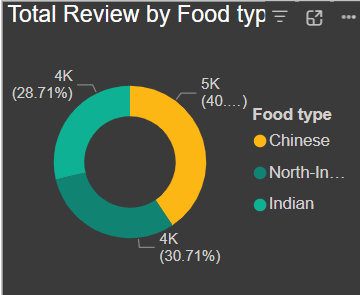 Total Review by Food typ
4K
(28.71%)
5K
(40....)
Food type
Chinese
North-In...
Indian
4K
(30.71%)